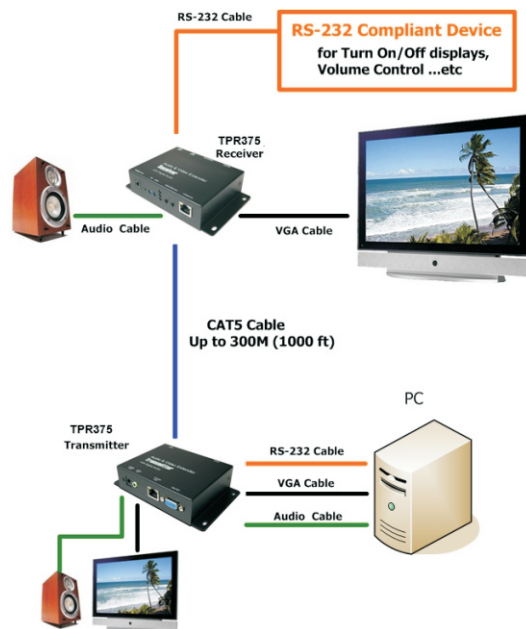 RS-232 Cable
RS-232 Compliant Device
for Turn On/Off displays,
Volume Control ...etc
TPR375
Receiver
Audio Cable
VGA Cable
CAT5 Cable
Up to 300M (1000 ft)
PC
TPR375
Transmitter
RS-232 Cable
VGA Cable
Audio Cable